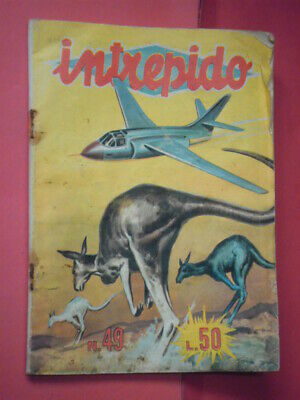 intrepido
N. 49
L. 50